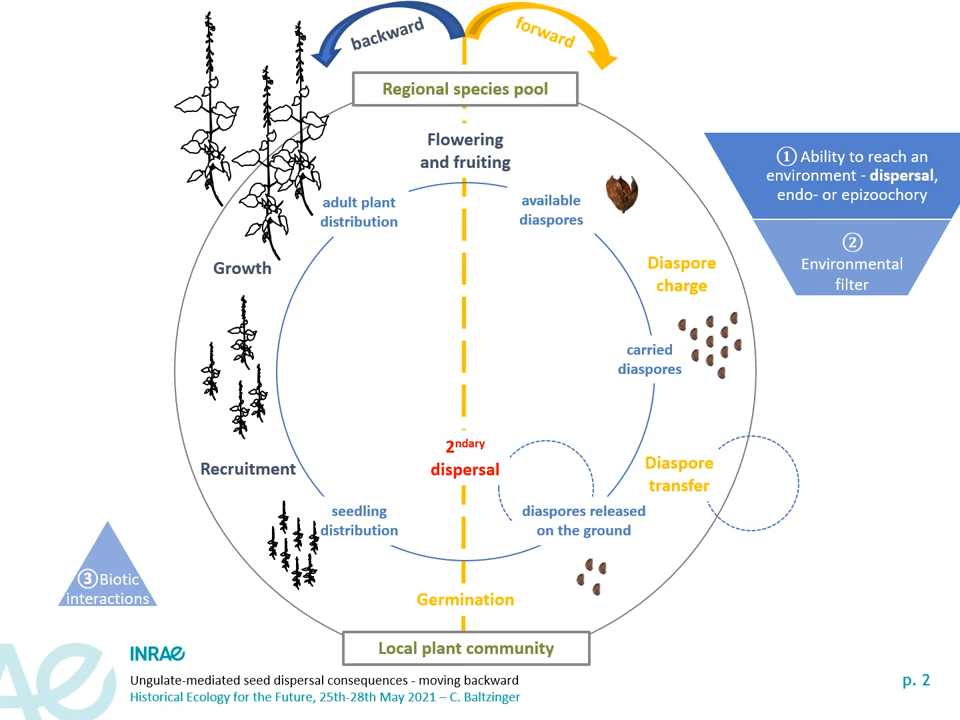 backward
forward
Regional species pool
Flowering
and fruiting
adult plant
distribution
available
diaspores
① Ability to reach an
environment - dispersal,
endo- or epizoochory
②
Environmental
filter
Growth
Diaspore
charge
carried
diaspores
2ndary
dispersal
Recruitment
Diaspore
transfer
seedling
distribution
diaspores released
on the ground
③ Biotic
interactions
Germination
Local plant community
INRAE
Ungulate-mediated seed dispersal consequences - moving backward
Historical Ecology for the Future, 25th-28th May 2021 – C. Baltzinger
p. 2